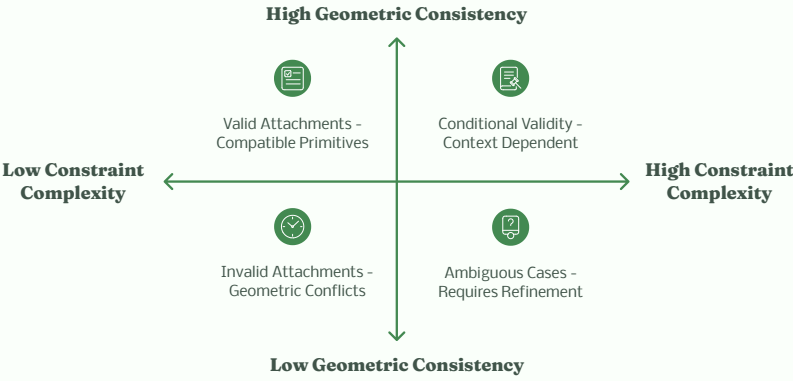 High Geometric Consistency
Valid Attachments -
Compatible Primitives
Conditional Validity -
Context Dependent
Low Constraint
Complexity
High Constraint
Complexity
Invalid Attachments -
Geometric Conflicts
Ambiguous Cases -
Requires Refinement
Low Geometric Consistency